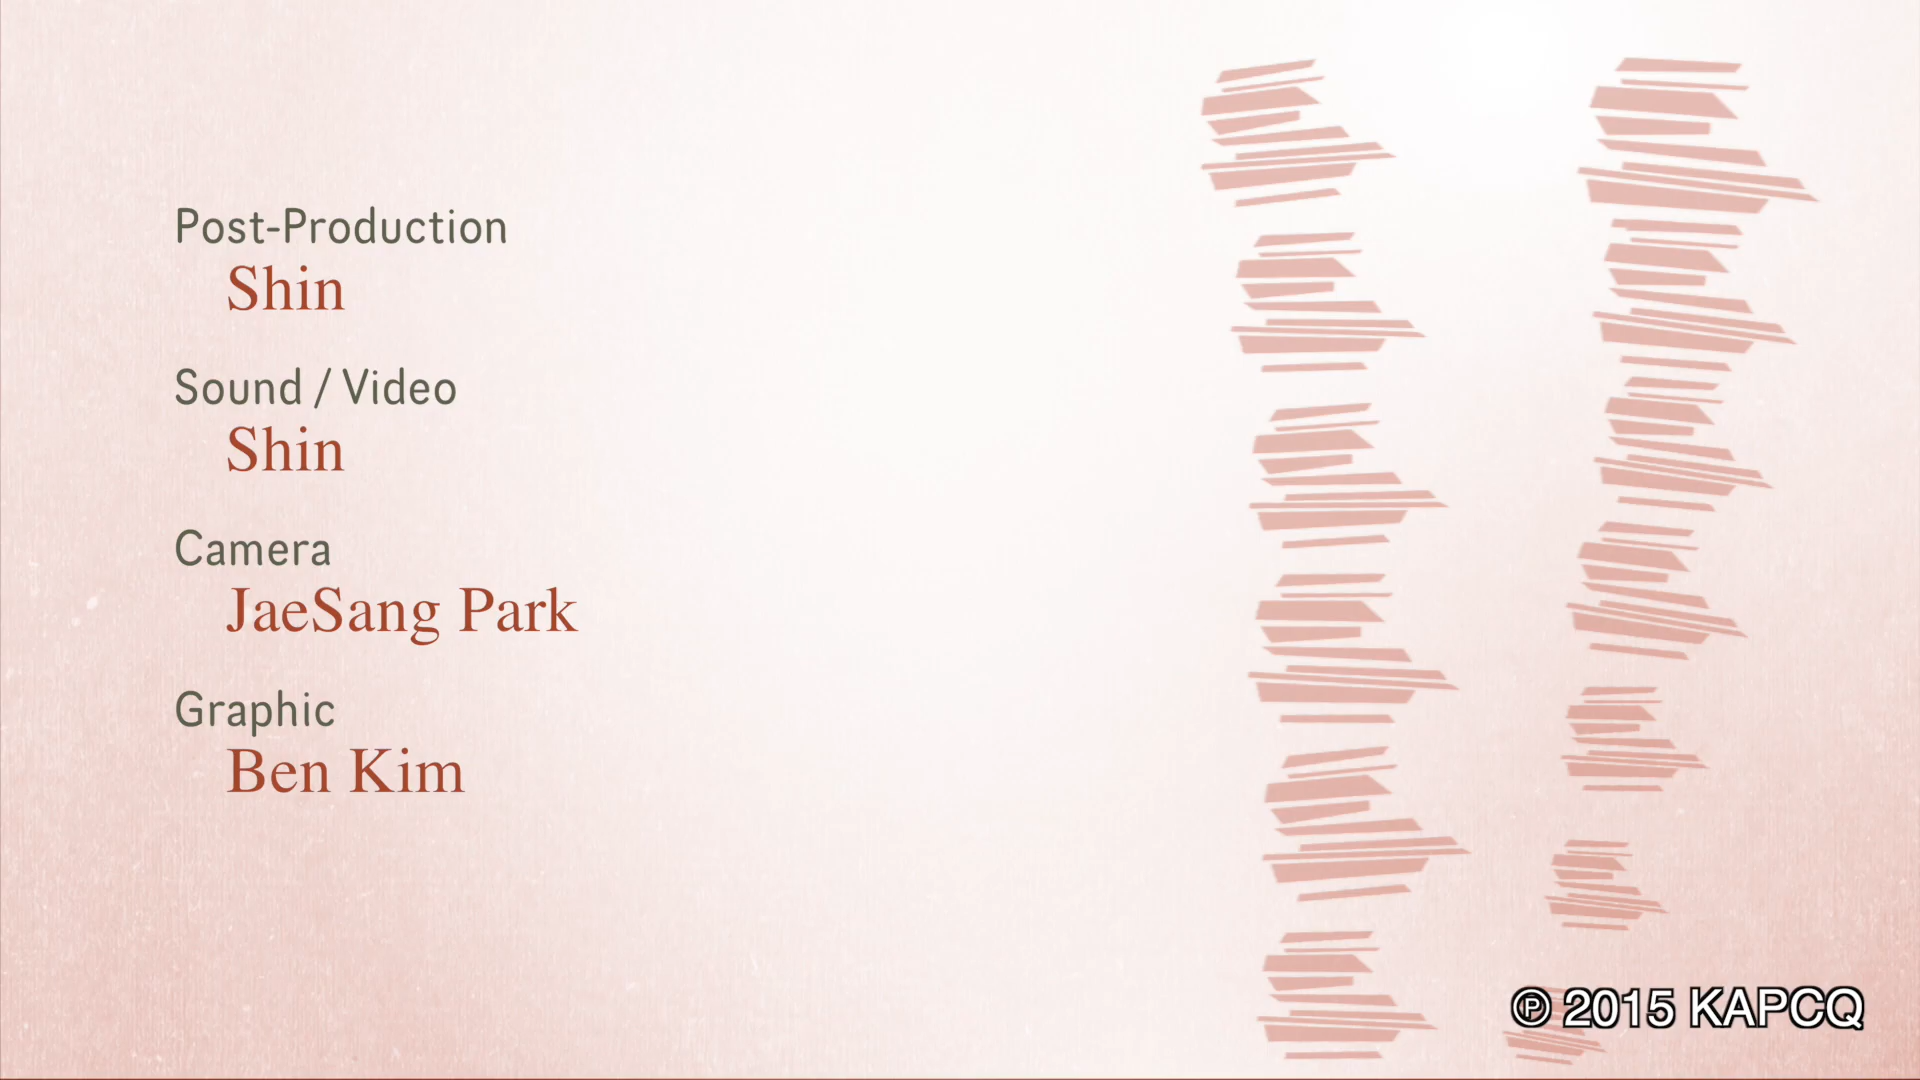 Post-Production
Shin
Sound / Video
Shin
Camera
JaeSang Park
Graphic
Ben Kim
℗ 2015 KAPCQ